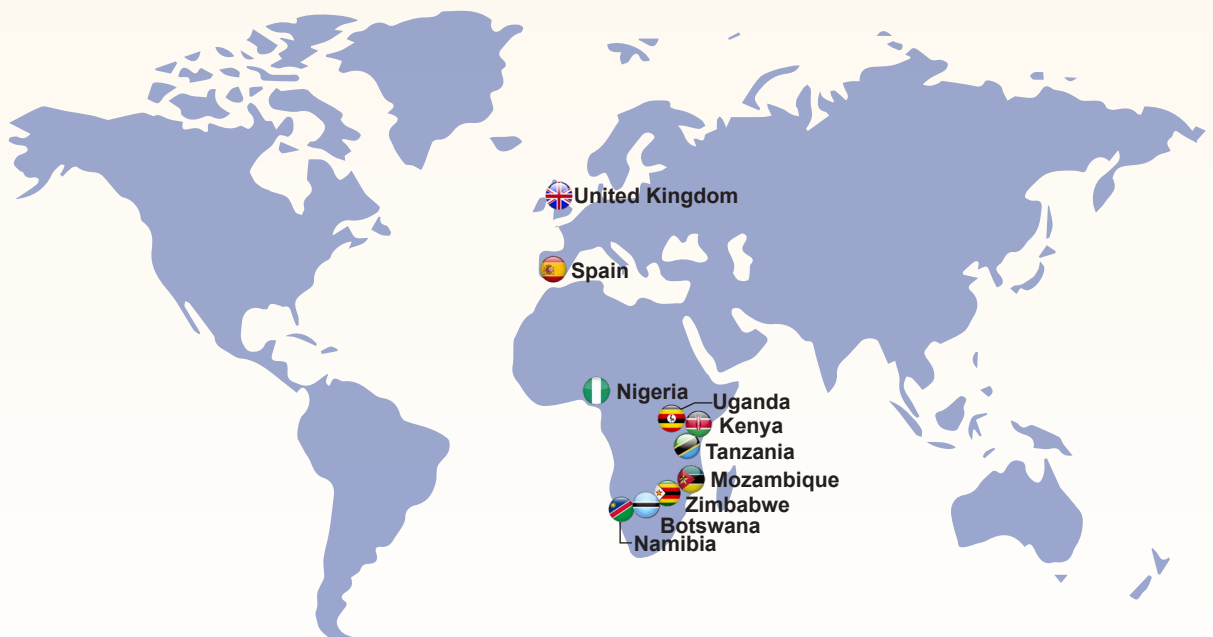 United Kingdom
Spain
Nigeria
Uganda
Kenya
Tanzania
Mozambique
Zimbabwe
Botswana
Namibia